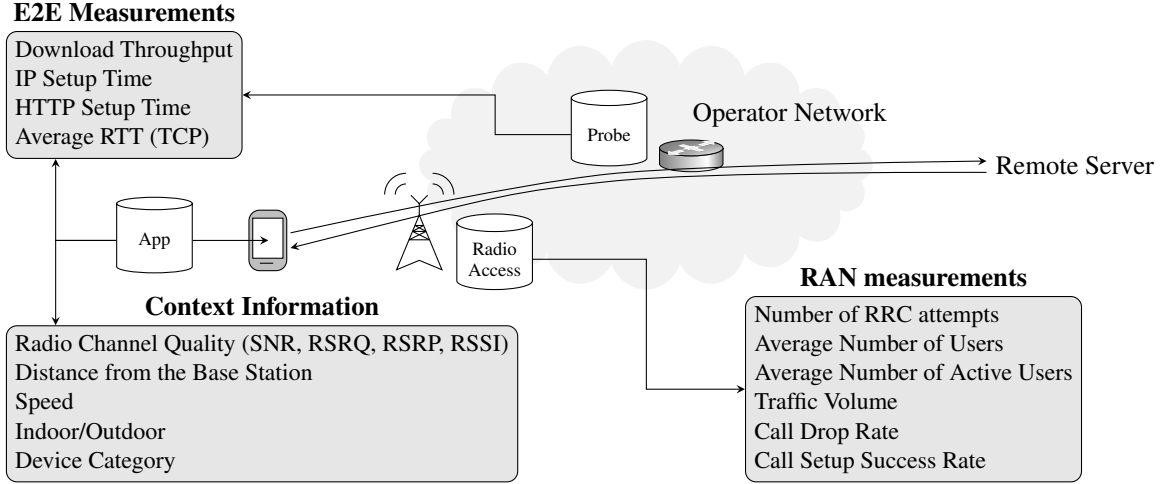 E2E Measurements
Download Throughput
IP Setup Time
HTTP Setup Time
Average RTT (TCP)
Probe
Operator Network
Remote Server
App
Radio
Access
Context Information
Radio Channel Quality (SNR, RSRQ, RSRP, RSSI)
Distance from the Base Station
Speed
Indoor/Outdoor
Device Category
RAN measurements
Number of RRC attempts
Average Number of Users
Average Number of Active Users
Traffic Volume
Call Drop Rate
Call Setup Success Rate